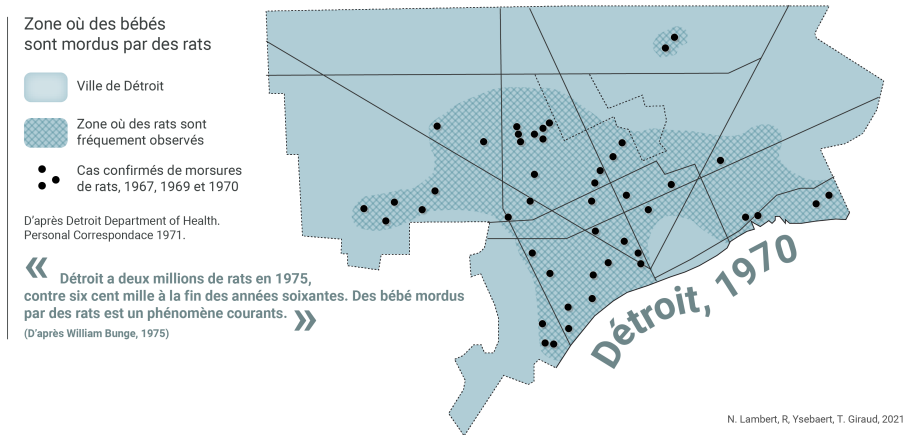 Zone où des bébés
sont mordus par des rats
Ville de Détroit
Zone où des rats sont
fréquement observés
Cas confirmés de morsures
de rats, 1967, 1969 et 1970
D'après Detroit Department of Health.
Personal Correspondace 1971.
« Détroit a deux millions de rats en 1975,
contre six cent mille à la fin des années soixantes. Des bébé mordus
par des rats est un phénomène courants. »
(D'après William Bunge, 1975)
Détroit, 1970
N. Lambert, R, Ysebaert, T. Giraud, 2021